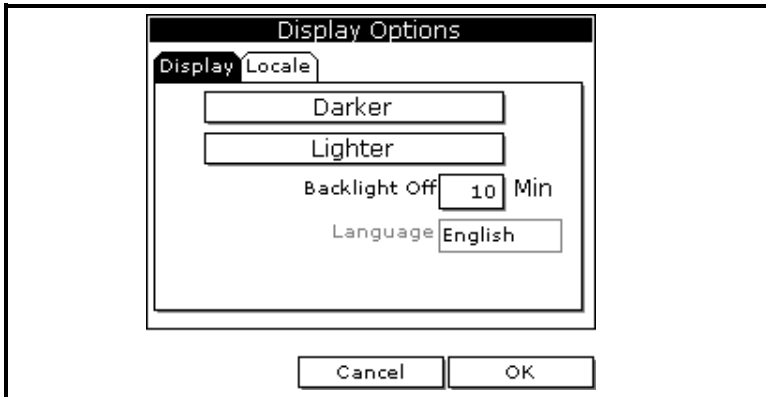 Display Options
Display Locale
Darker
Lighter
Backlight Off 10 Min
Language English
Cancel OK